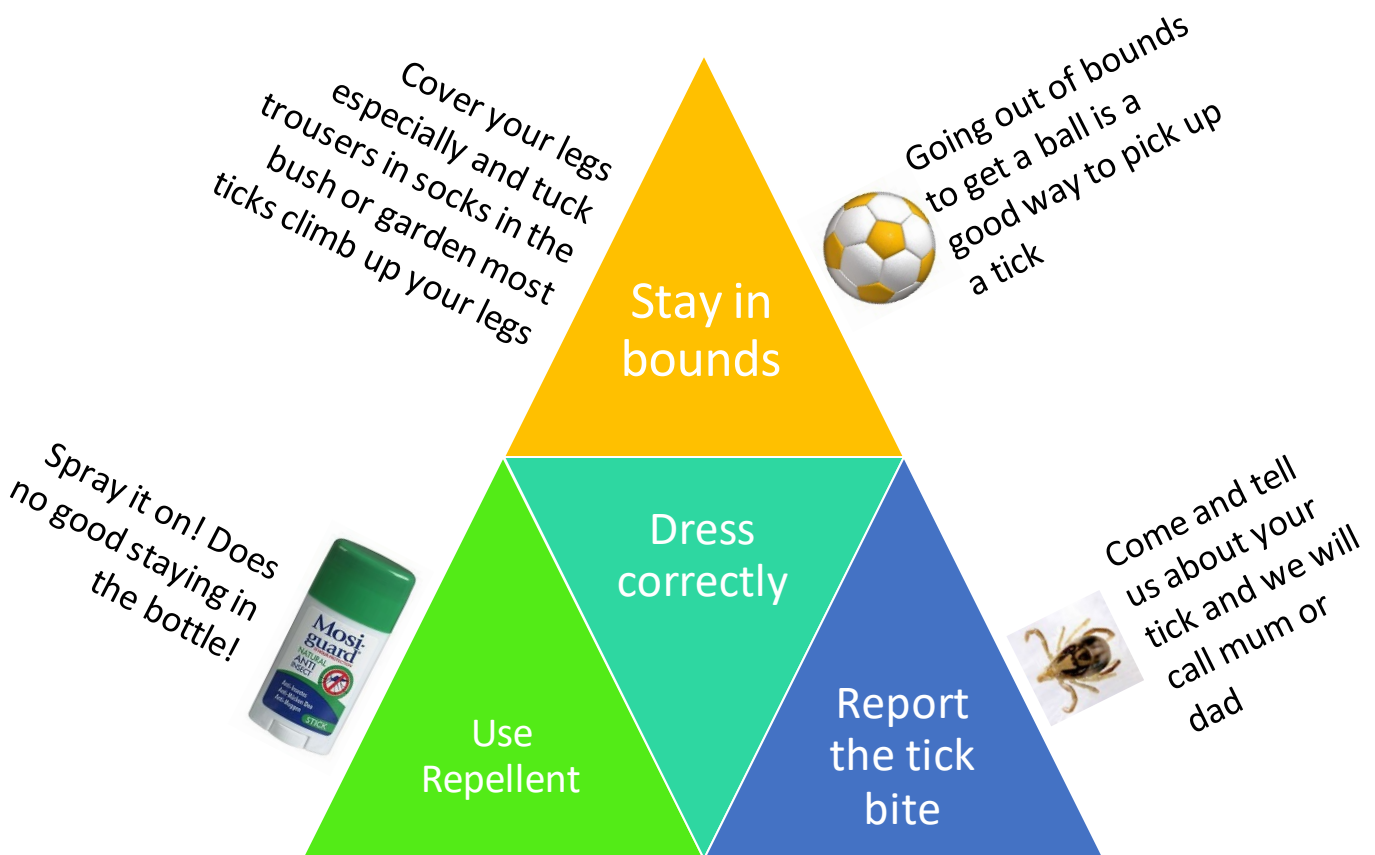 Cover your legs
especially and tuck
trousers in socks in the
bush or garden most
ticks climb up your legs
Going out of bounds
to get a ball is a
good way to pick up
a tick
Stay in
bounds
Spray it on! Does
no good staying in
the bottle!
Mosi-
guard
NATURAL
ANTI
INSECT
STICK
Dress
correctly
Use
Repellent
Report
the tick
bite
Come and tell
us about your
tick and we will
call mum or
dad